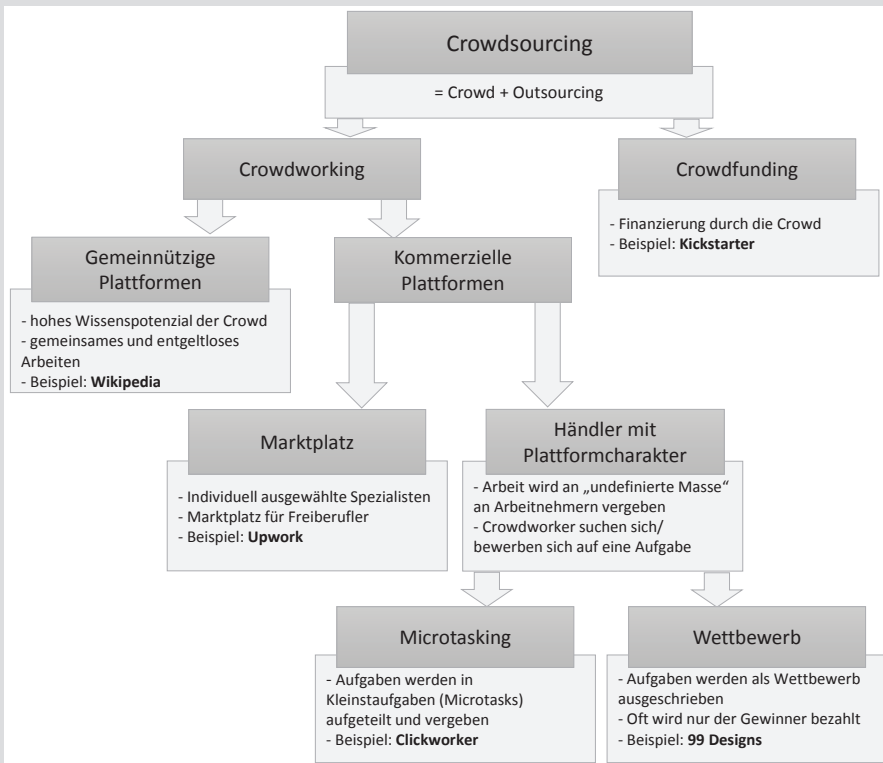 Crowdsourcing
= Crowd + Outsourcing
Crowdworking
Crowdfunding
- Finanzierung durch die Crowd
- Beispiel: Kickstarter
Gemeinnützige
Plattformen
- hohes Wissenspotenzial der Crowd
- gemeinsames und entgeltloses
Arbeiten
- Beispiel: Wikipedia
Kommerzielle
Plattformen
Marktplatz
- Individuell ausgewählte Spezialisten
- Marktplatz für Freiberufler
- Beispiel: Upwork
Händler mit
Plattformcharakter
- Arbeit wird an „undefinierte Masse“
an Arbeitnehmern vergeben
- Crowdworker suchen sich/
bewerben sich auf eine Aufgabe
Microtasking
- Aufgaben werden in
Kleinstaufgaben (Microtasks)
aufgeteilt und vergeben
- Beispiel: Clickworker
Wettbewerb
- Aufgaben werden als Wettbewerb
ausgeschrieben
- Oft wird nur der Gewinner bezahlt
- Beispiel: 99 Designs